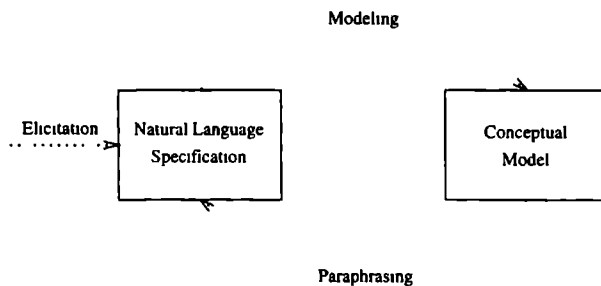 Modeling
Elicitation
Natural Language
Specification
Conceptual
Model
Paraphrasing